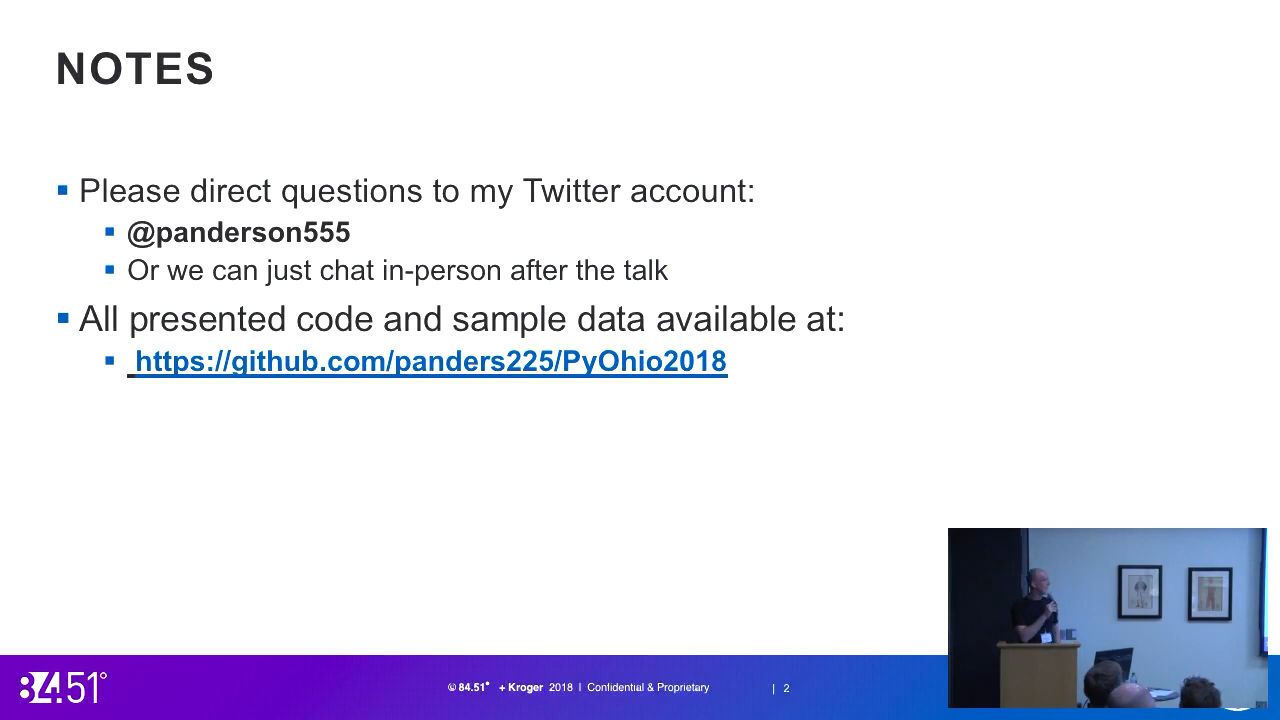 NOTES
Please direct questions to my Twitter account:
@panderson555
Or we can just chat in-person after the talk
All presented code and sample data available at:
https://github.com/panders225/PyOhio2018
84.51°
© 84.51° + Kroger 2018 | Confidential & Proprietary
| 2